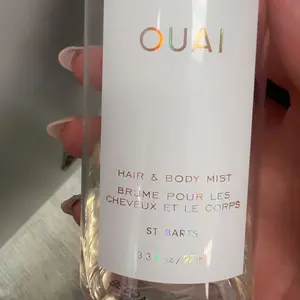 OUAI
HAIR & BODY MIST
BRUME POUR LES
CHEVEUX ET LE CORPS
ST BARTS